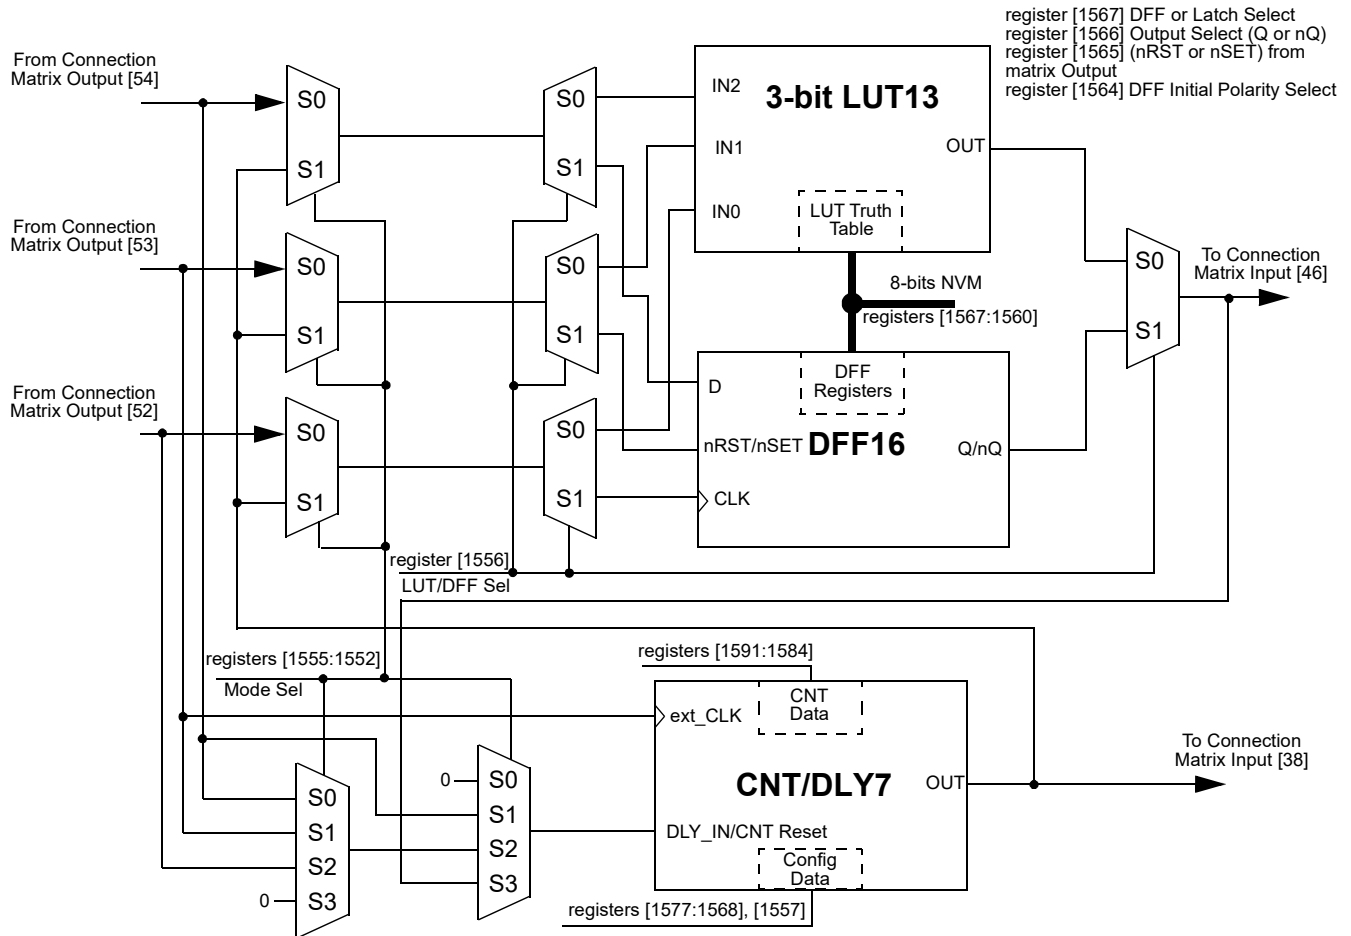 register [1567] DFF or Latch Select
register [1566] Output Select (Q or nQ)
register [1565] (nRST or nSET) from
matrix Output
register [1564] DFF Initial Polarity Select
From Connection
Matrix Output [54]
S0
S1
S0
S1
IN2
3-bit LUT13
IN1
OUT
IN0
LUT Truth
Table
From Connection
Matrix Output [53]
S0
S1
S0
S1
8-bits NVM
registers [1567:1560]
S0
S1
To Connection
Matrix Input [46]
From Connection
Matrix Output [52]
S0
S1
S0
S1
D
DFF
Registers
nRST/nSET
DFF16
Q/nQ
CLK
register [1556]
LUT/DFF Sel
registers [1555:1552]
Mode Sel
registers [1591:1584]
ext_CLK
CNT
Data
CNT/DLY7
OUT
To Connection
Matrix Input [38]
DLY_IN/CNT Reset
Config
Data
0
S0
S1
S2
S3
S0
S1
S2
0
S3
registers [1577:1568], [1557]